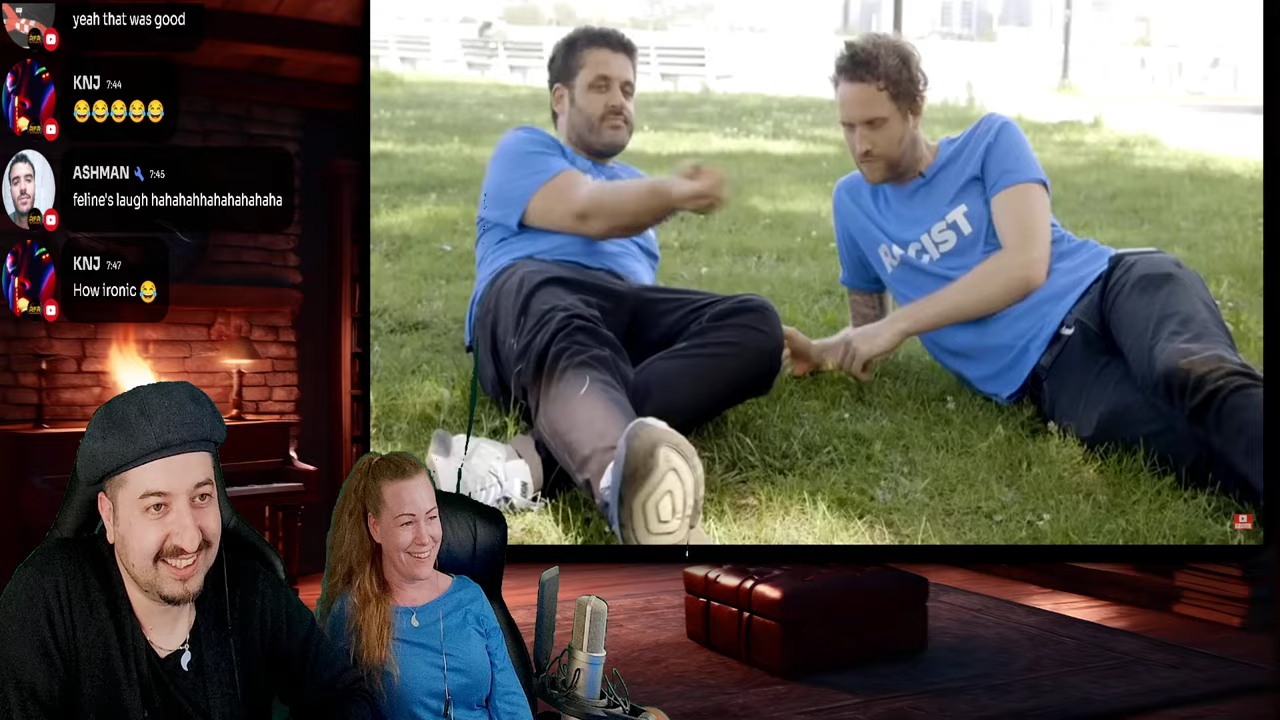 yeah that was good
KNJ 7:44
😂😂😂😂😂
ASHMAN 7:45
feline's laugh hahahahhahahahahaha
KNJ 7:47
How ironic 😂
RACIST